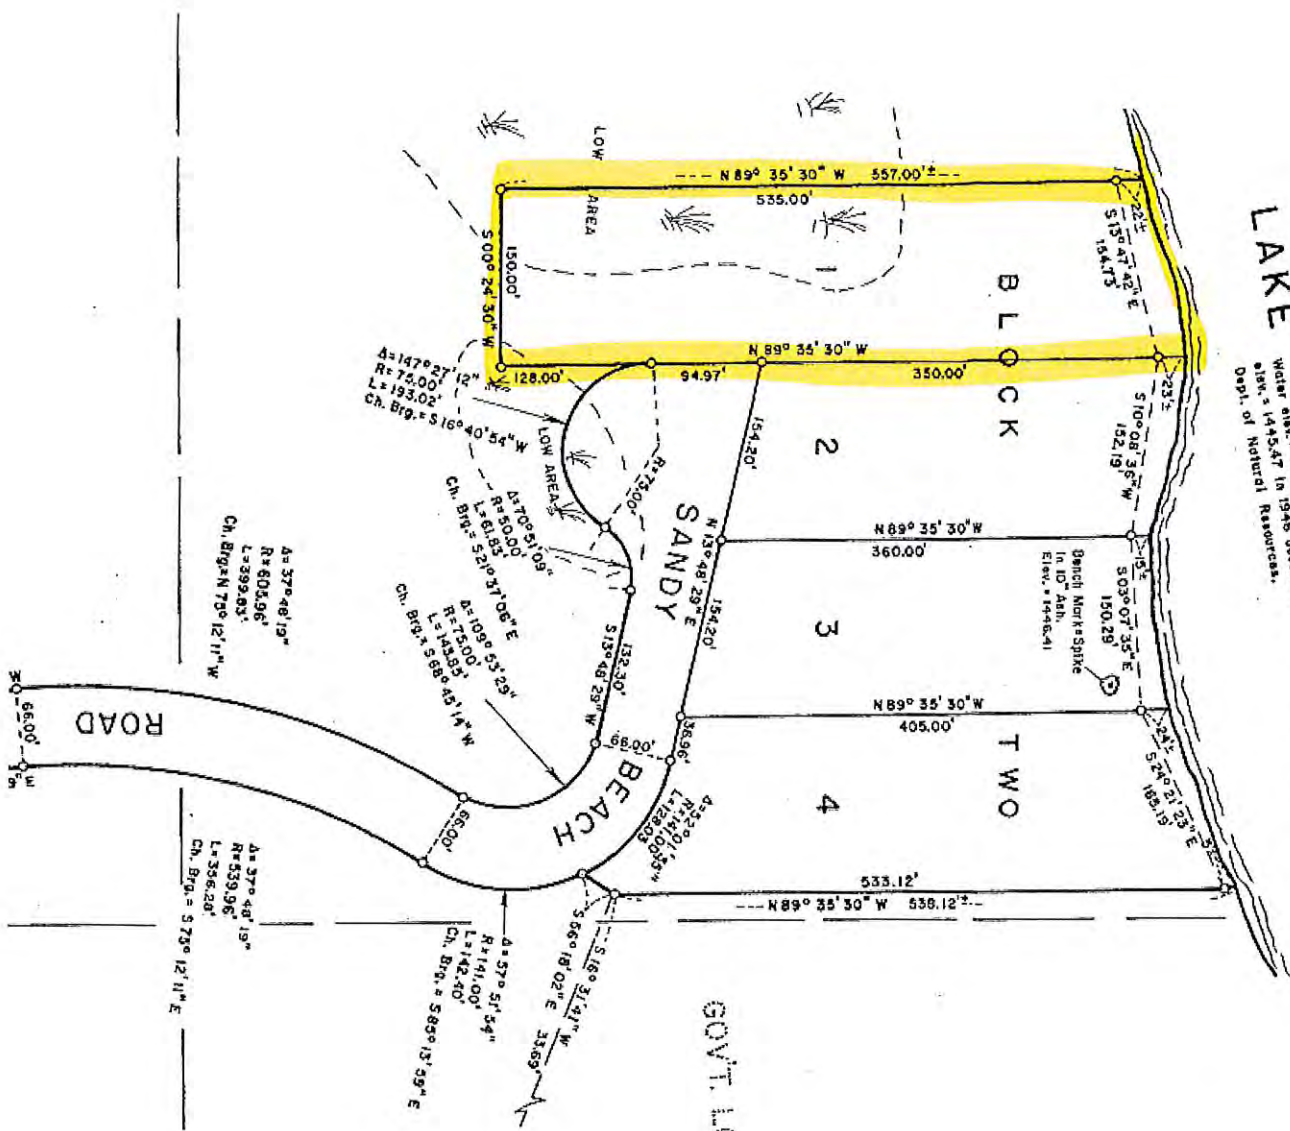 LAKE
Water elev.
elev. = 1445.47 in 1946
Dept. of Natural Resources.
LOW AREA
N 89° 35' 30" W 557.00'±
535.00'
22'±
S 13° 47' 42" E
154.73'
150.00'
S 00° 24' 30" W
1
BLOCK
N 89° 35' 30" W
128.00'
94.97'
350.00'
23'±
S 10° 08' 36" W
152.19'
Δ=147° 27' 12"
R=75.00'
L=193.02'
Ch. Brg.= S 16° 40' 54" W
LOW AREA
R=75.00'
154.20'
2
SANDY
N 13° 48' 29" E
N 89° 35' 30" W
360.00'
15'±
Bench Mark=Spike
In 10" Ash.
Elev. = 1446.41
S 03° 07' 35" E
150.29'
Δ=70° 51' 09"
R=50.00'
L=61.83'
Ch. Brg.= S 21° 37' 06" E
154.20'
3
132.30'
S 13° 48' 29" W
Δ=109° 53' 29"
R=75.00'
L=143.85'
Ch. Brg.= S 68° 45' 14" W
N 89° 35' 30" W
405.00'
24'±
S 24° 21' 23" E
165.19'
TWO
38.96'
66.00'
BEACH
4
Δ=52° 01' 35"
R=141.00'
L=128.03
Δ=37° 48' 19"
R=605.96'
L=399.83'
Ch. Brg.= N 75° 12' 11" W
66.00'
ROAD
66.00'
533.12'
N 89° 35' 30" W 538.12'±
S 56° 18' 02" E 33.69'
S 16° 31' 41" W
Δ=57° 51' 54"
R=141.00'
L=142.40'
Ch. Brg. = S 85° 13' 59" E
Δ=37° 48' 19"
R=539.96'
L=356.28'
Ch. Brg. = S 75° 12' 11" E
GOV'T.